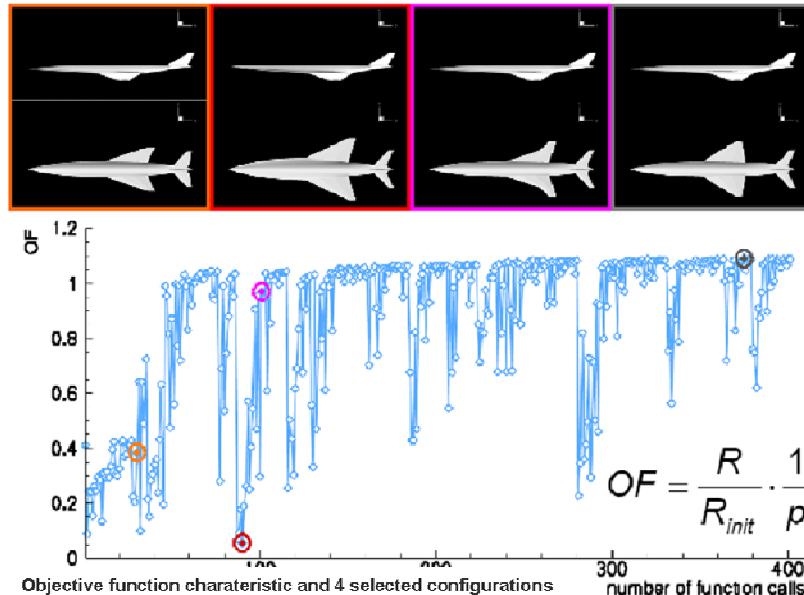 OF
1.2
1
0.8
0.6
0.4
0.2
0
100
200
300
400
OF = R / R_init · 1 / p
Objective function charateristic and 4 selected configurations
number of function calls